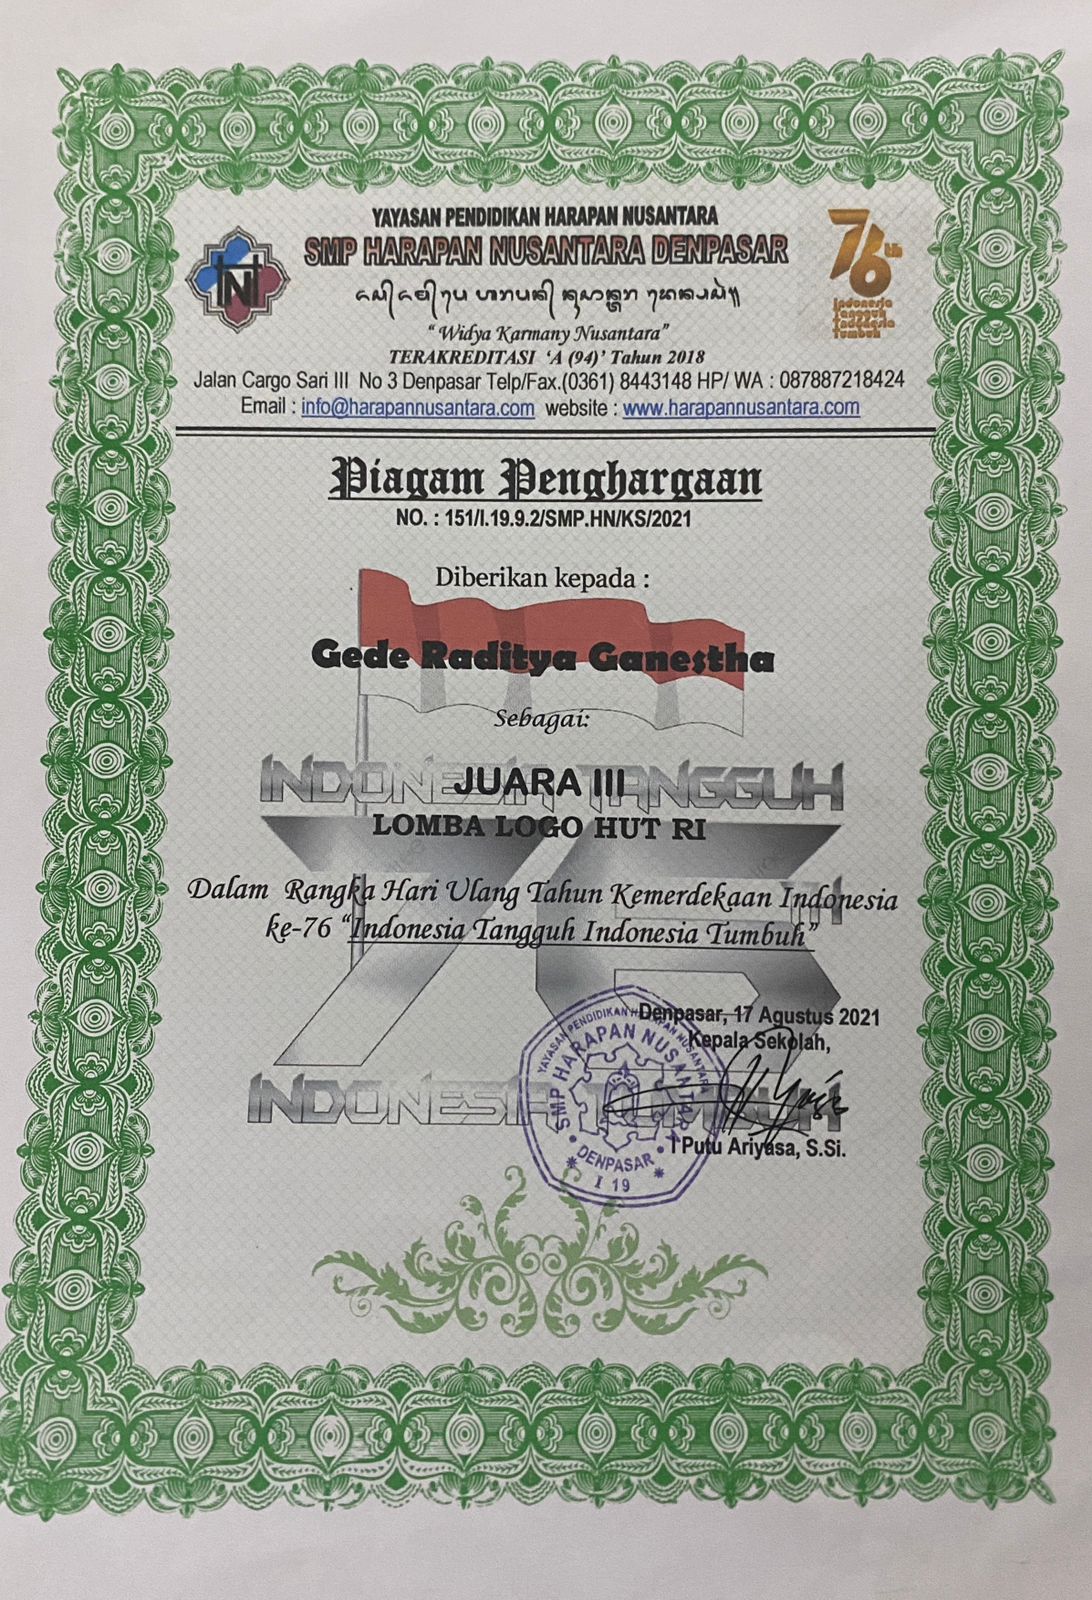 YAYASAN PENDIDIKAN HARAPAN NUSANTARA
SMP HARAPAN NUSANTARA DENPASAR
"Widya Karmany Nusantara"
TERAKREDITASI 'A (94)' Tahun 2018
Jalan Cargo Sari III No 3 Denpasar Telp/Fax.(0361) 8443148 HP/ WA : 087887218424
Email : info@harapannusantara.com website : www.harapannusantara.com
76th
Indonesia
Tangguh
Indonesia
Tumbuh
Piagam Penghargaan
NO. : 151/I.19.9.2/SMP.HN/KS/2021
Diberikan kepada :
Gede Raditya Ganestha
Sebagai:
INDONESIA TANGGUH
JUARA III
LOMBA LOGO HUT RI
Dalam Rangka Hari Ulang Tahun Kemerdekaan Indonesia
ke-76 "Indonesia Tangguh Indonesia Tumbuh"
76TH
INDONESIA TUMBUH
Denpasar, 17 Agustus 2021
Kepala Sekolah,
YAYASAN PENDIDIKAN HARAPAN NUSANTARA
SMP HARAPAN NUSANTARA
DENPASAR
I 19
I Putu Ariyasa, S.Si.